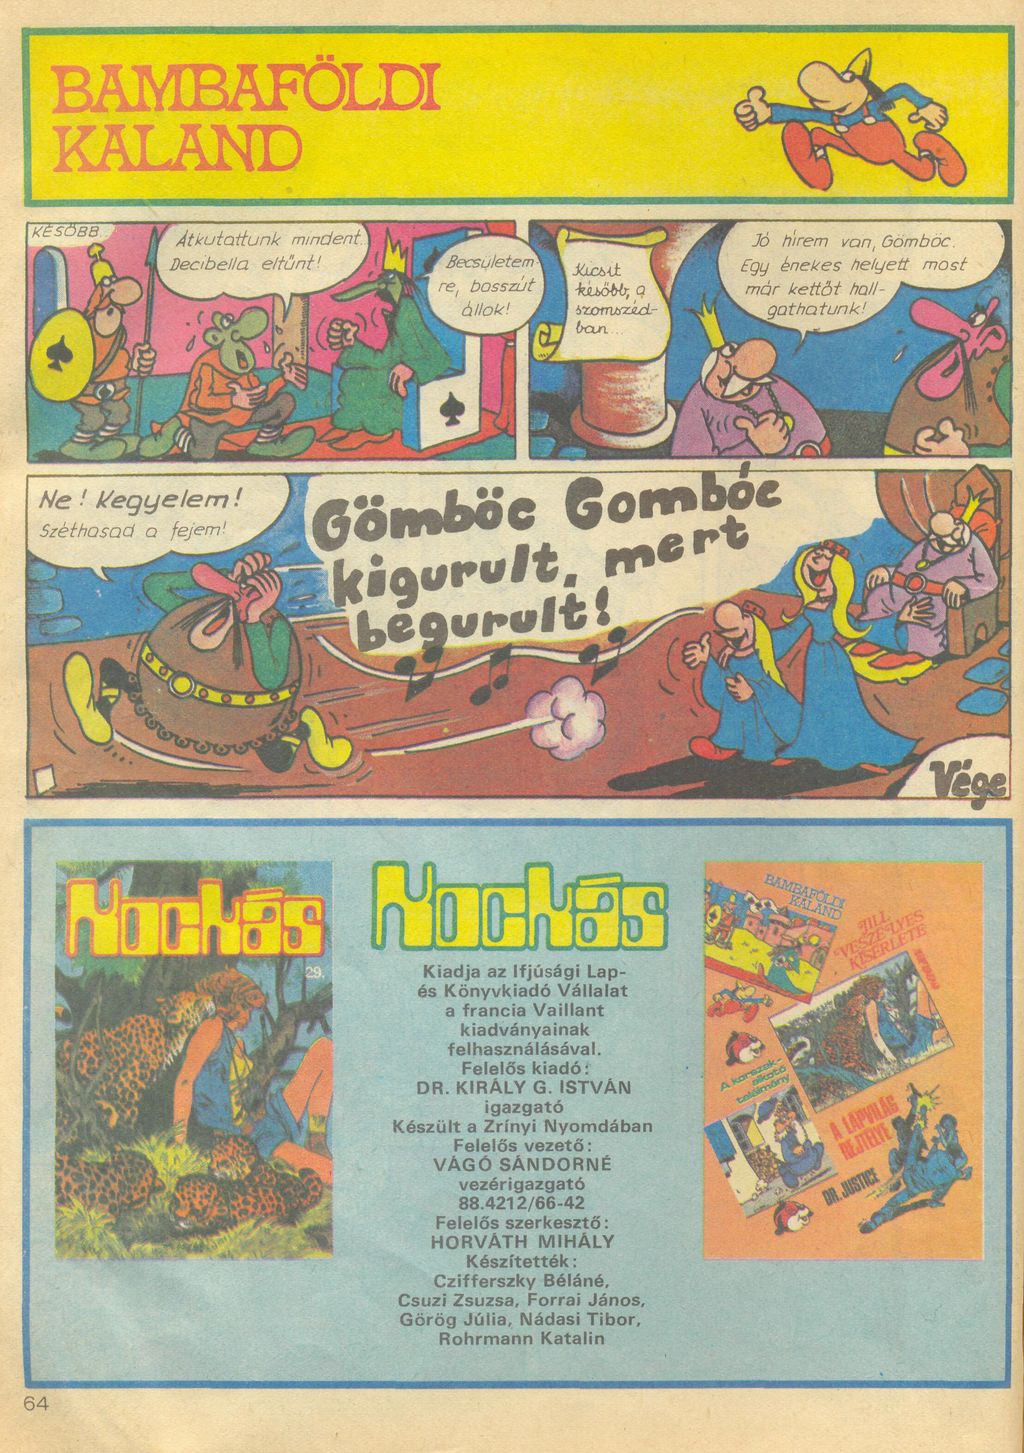 BAMBAFÖLDI
KALAND
KÉSŐBB...
Átkutattunk mindent...
Decibella eltűnt!
Becsületem-
re, bosszút
állok!
Kicsit
később, a
szomszéd-
ban...
Jó hírem van, Gömböc.
Egy énekes helyett most
már kettőt hall-
gathatunk!
Ne! Kegyelem!
Széthasad a fejem!
Gömböc Gombóc
kigurult, mert
begurult!
Vége
Kockás
29.
Kockás
Kiadja az Ifjúsági Lap-
és Könyvkiadó Vállalat
a francia Vaillant
kiadványainak
felhasználásával.
Felelős kiadó:
DR. KIRÁLY G. ISTVÁN
igazgató
Készült a Zrínyi Nyomdában
Felelős vezető:
VÁGÓ SÁNDORNÉ
vezérigazgató
88.4212/66-42
Felelős szerkesztő:
HORVÁTH MIHÁLY
Készítették:
Czifferszky Béláné,
Csuzi Zsuzsa, Forrai János,
Görög Júlia, Nádasi Tibor,
Rohrmann Katalin
BAMBAFÖLDI
KALAND
JILL
VESZÉLYES
KÍSÉRLETE
A korszak-
alkotó
találmány
A LÁPVILÁG
REJTÉLYE
DR. JUSTICE
64